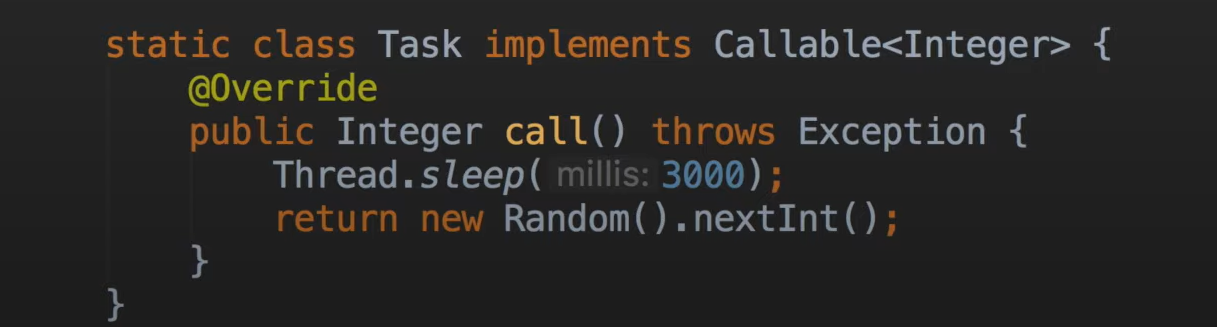 static class Task implements Callable<Integer> {
@Override
public Integer call() throws Exception {
Thread.sleep( millis: 3000);
return new Random().nextInt();
}
}